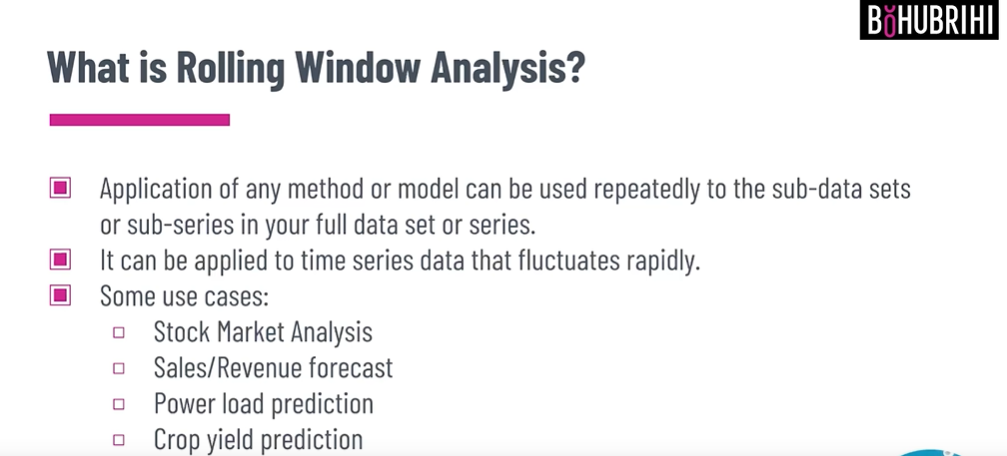 BOHUBRIHI
What is Rolling Window Analysis?
Application of any method or model can be used repeatedly to the sub-data sets
or sub-series in your full data set or series.
It can be applied to time series data that fluctuates rapidly.
Some use cases:
Stock Market Analysis
Sales/Revenue forecast
Power load prediction
Crop yield prediction